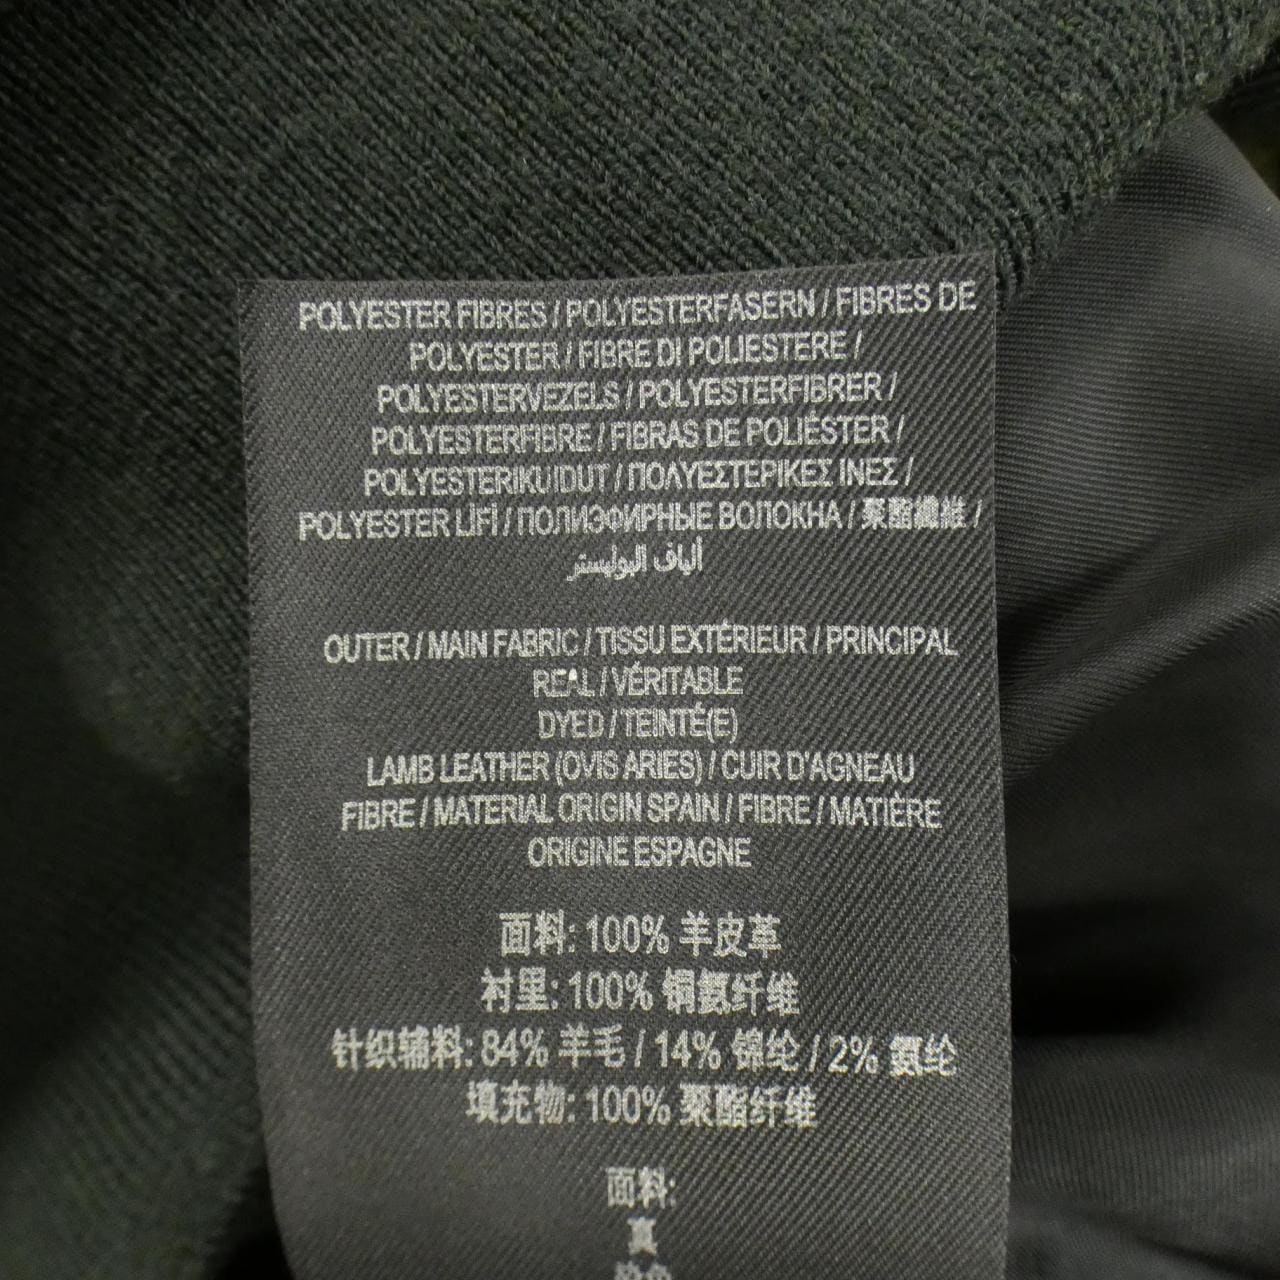 POLYESTER FIBRES / POLYESTERFASERN / FIBRES DE
POLYESTER / FIBRE DI POLIESTERE /
POLYESTERVEZELS / POLYESTERFIBRER /
POLYESTERFIBRE / FIBRAS DE POLIÉSTER /
POLYESTERIKUIDUT / ΠΟΛΥΕΣΤΕΡΙΚΕΣ ΙΝΕΣ /
POLYESTER LİFİ / ПОЛИЭФИРНЫЕ ВОЛОКНА / 聚酯纖維 /
ألياف البوليستر
OUTER / MAIN FABRIC / TISSU EXTÉRIEUR / PRINCIPAL
REAL / VÉRITABLE
DYED / TEINTÉ(E)
LAMB LEATHER (OVIS ARIES) / CUIR D'AGNEAU
FIBRE / MATERIAL ORIGIN SPAIN / FIBRE / MATIÈRE
ORIGINE ESPAGNE
面料: 100% 羊皮革
衬里: 100% 铜氨纤维
针织辅料: 84% 羊毛 / 14% 锦纶 / 2% 氨纶
填充物: 100% 聚酯纤维
面料:
真